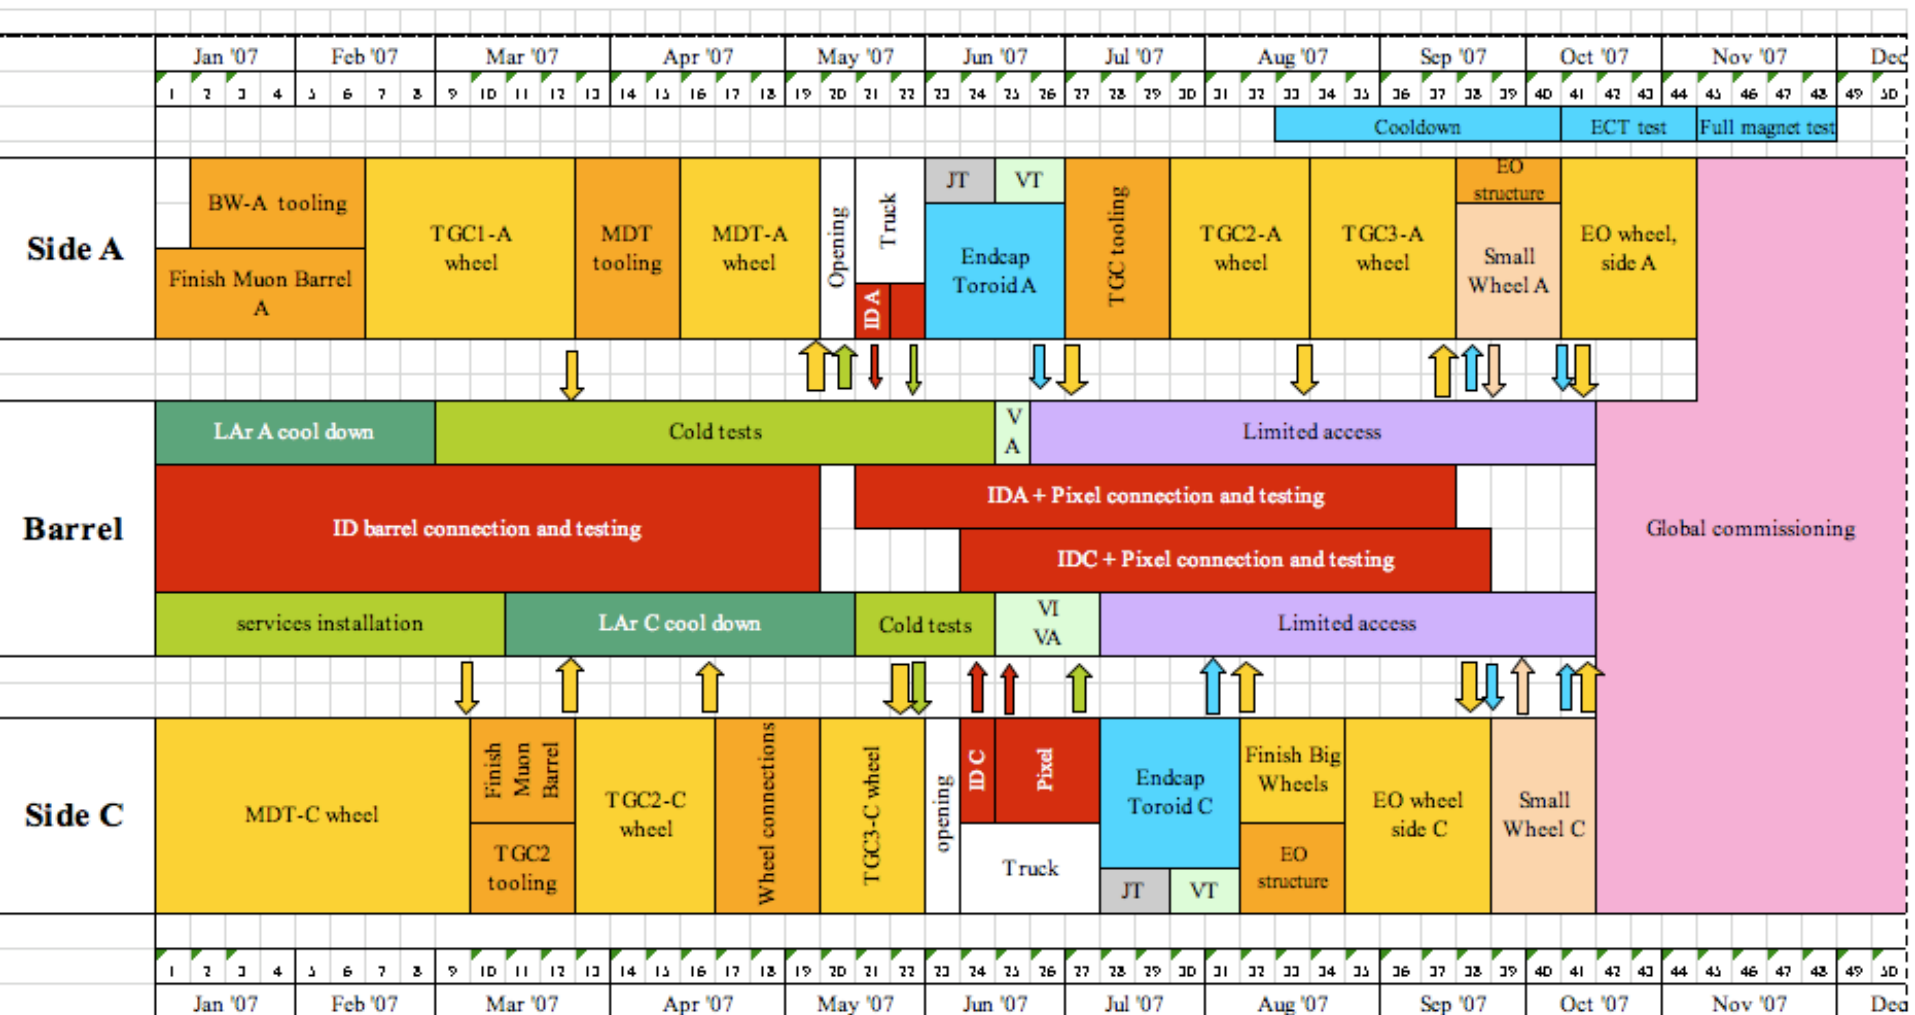 Jan '07 Feb '07 Mar '07 Apr '07 May '07 Jun '07 Jul '07 Aug '07 Sep '07 Oct '07 Nov '07 Dec
1 2 3 4 5 6 7 8 9 10 11 12 13 14 15 16 17 18 19 20 21 22 23 24 25 26 27 28 29 30 31 32 33 34 35 36 37 38 39 40 41 42 43 44 45 46 47 48 49 50
Cooldown ECT test Full magnet test
Side A
BW-A tooling
Finish Muon Barrel
A
TGC1-A
wheel
MDT
tooling
MDT-A
wheel
Opening
Truck
ID A
JT
VT
Endcap
Toroid A
TGC tooling
TGC2-A
wheel
TGC3-A
wheel
EO
structure
Small
Wheel A
EO wheel,
side A
Barrel
LAr A cool down
Cold tests
V
A
Limited access
ID barrel connection and testing
IDA + Pixel connection and testing
IDC + Pixel connection and testing
Global commissioning
services installation
LAr C cool down
Cold tests
VI
VA
Limited access
Side C
MDT-C wheel
Finish
Muon
Barrel
TGC2
tooling
TGC2-C
wheel
Wheel connections
TGC3-C wheel
opening
ID C
Pixel
Truck
Endcap
Toroid C
JT
VT
Finish Big
Wheels
EO
structure
EO wheel
side C
Small
Wheel C
1 2 3 4 5 6 7 8 9 10 11 12 13 14 15 16 17 18 19 20 21 22 23 24 25 26 27 28 29 30 31 32 33 34 35 36 37 38 39 40 41 42 43 44 45 46 47 48 49 50
Jan '07 Feb '07 Mar '07 Apr '07 May '07 Jun '07 Jul '07 Aug '07 Sep '07 Oct '07 Nov '07 Dec